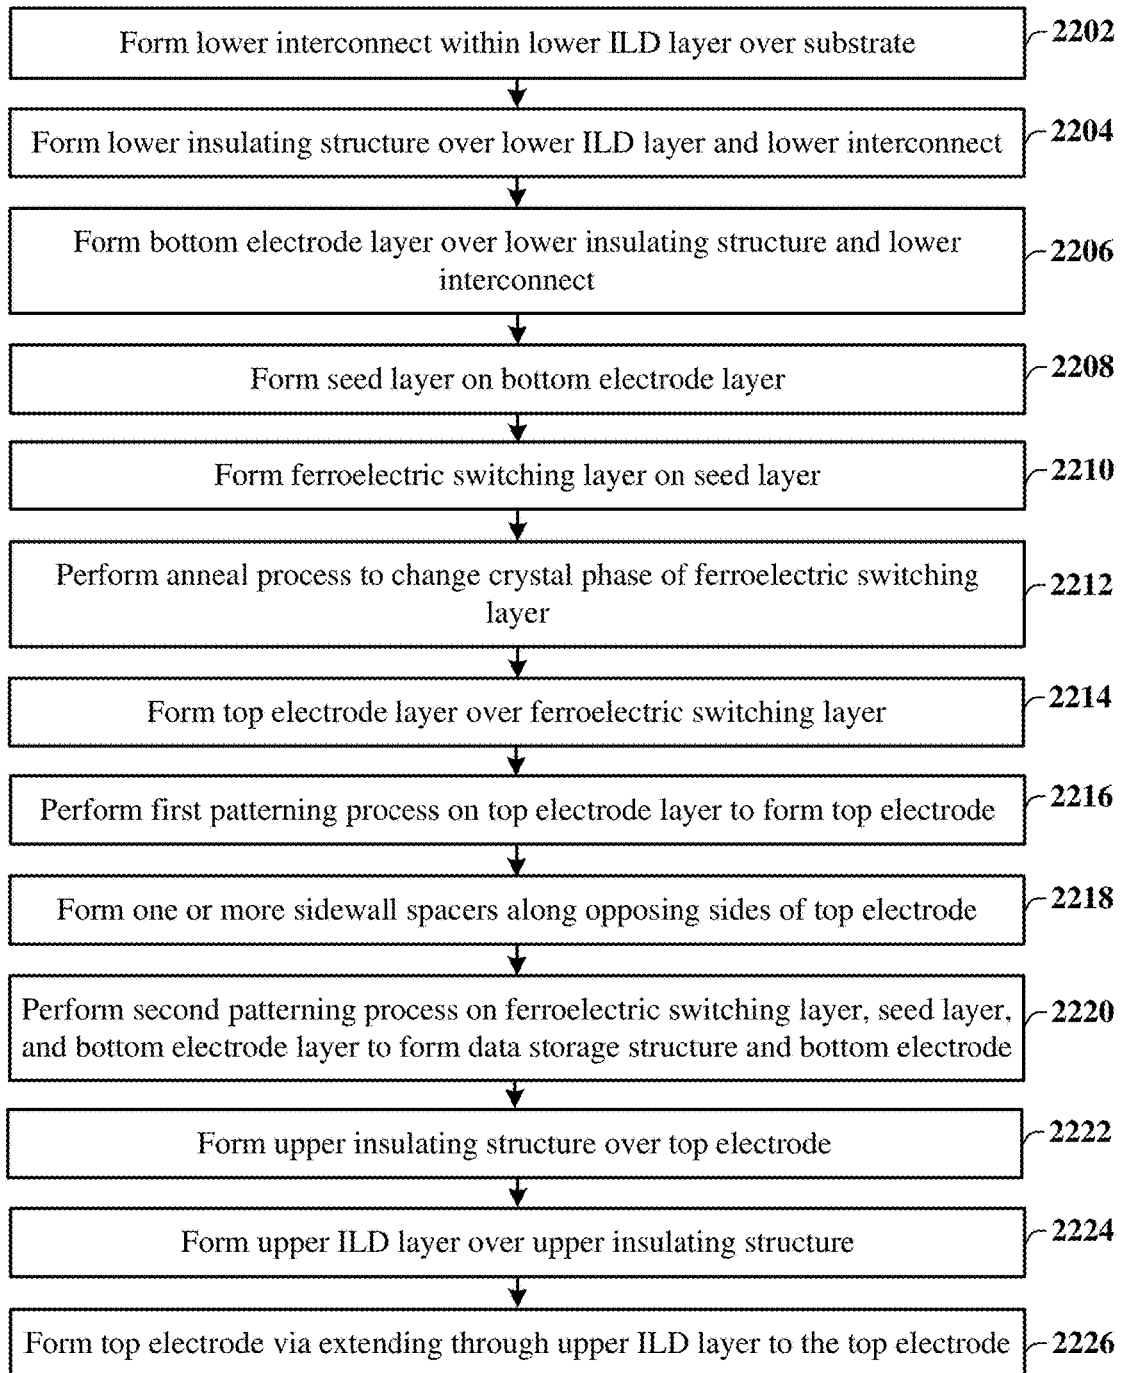 Form lower interconnect within lower ILD layer over substrate
2202
Form lower insulating structure over lower ILD layer and lower interconnect
2204
Form bottom electrode layer over lower insulating structure and lower
interconnect
2206
Form seed layer on bottom electrode layer
2208
Form ferroelectric switching layer on seed layer
2210
Perform anneal process to change crystal phase of ferroelectric switching
layer
2212
Form top electrode layer over ferroelectric switching layer
2214
Perform first patterning process on top electrode layer to form top electrode
2216
Form one or more sidewall spacers along opposing sides of top electrode
2218
Perform second patterning process on ferroelectric switching layer, seed layer,
and bottom electrode layer to form data storage structure and bottom electrode
2220
Form upper insulating structure over top electrode
2222
Form upper ILD layer over upper insulating structure
2224
Form top electrode via extending through upper ILD layer to the top electrode
2226